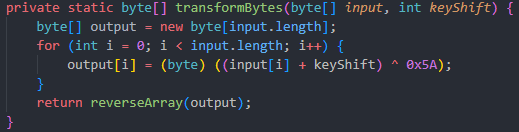 private static byte[] transformBytes(byte[] input, int keyShift) {
    byte[] output = new byte[input.length];
    for (int i = 0; i < input.length; i++) {
        output[i] = (byte) ((input[i] + keyShift) ^ 0x5A);
    }
    return reverseArray(output);
}